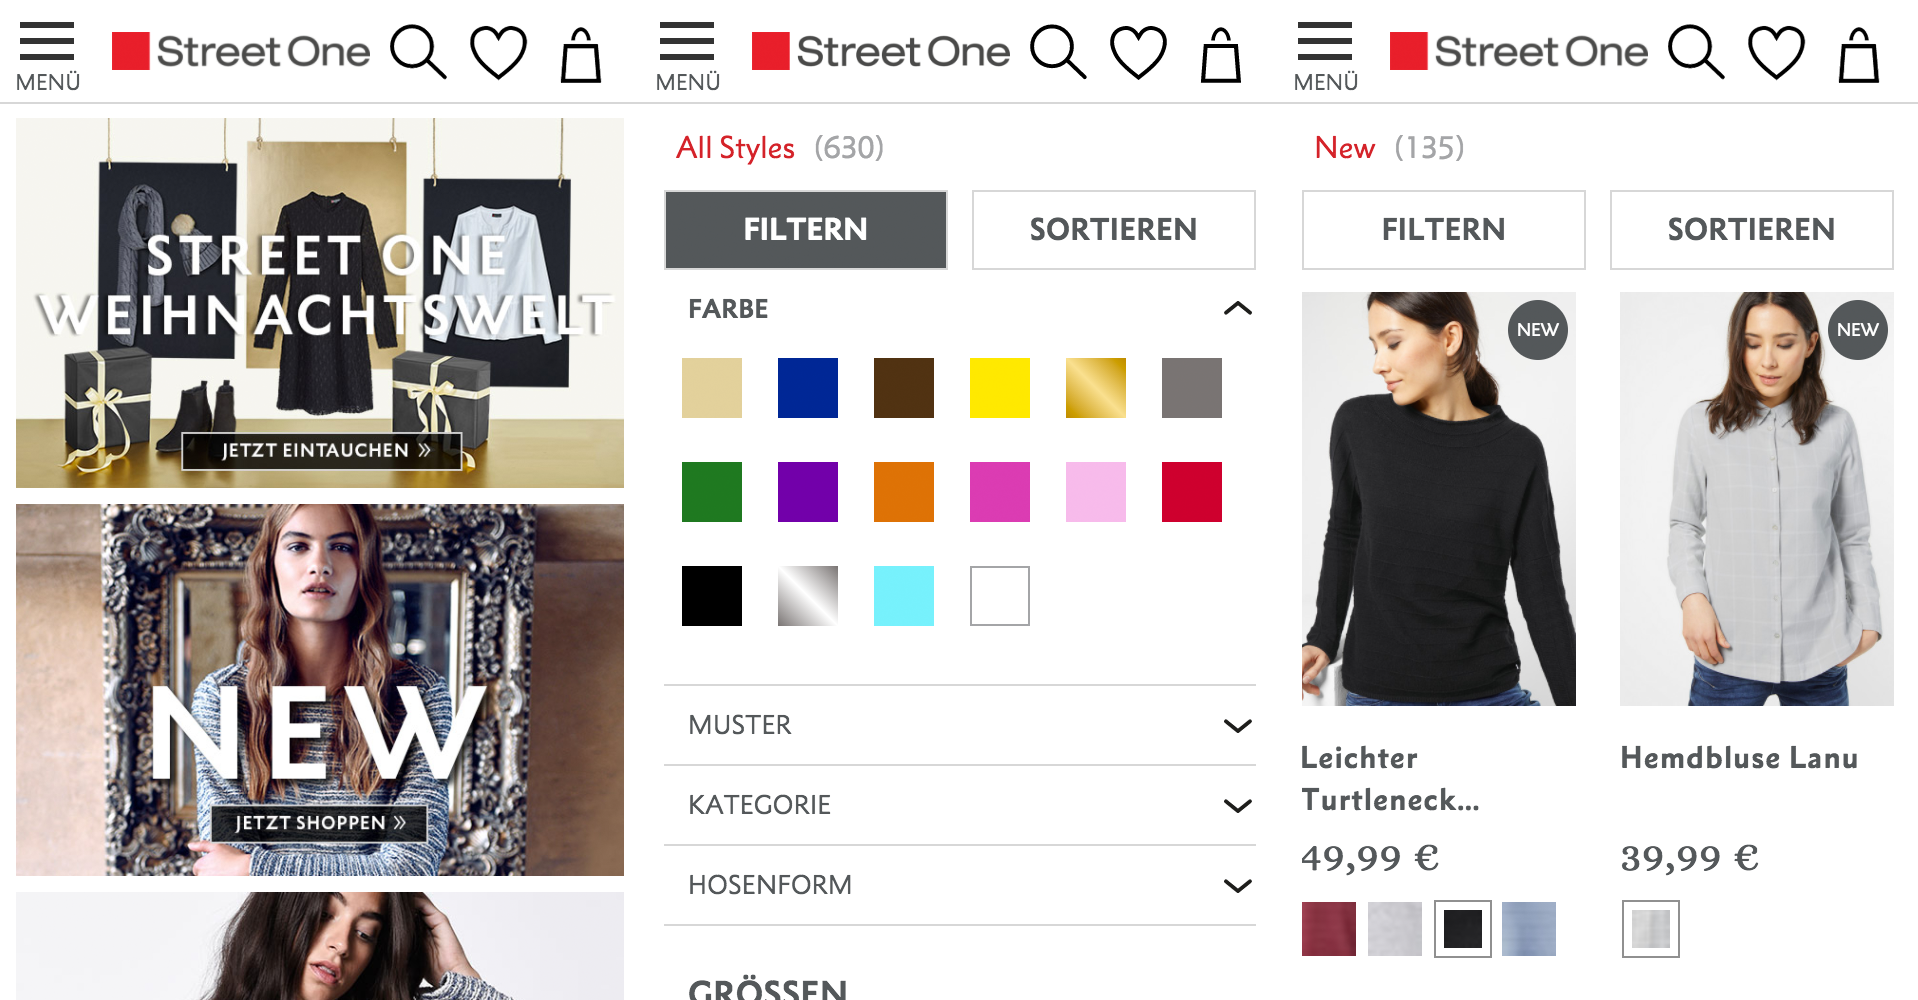 MENÜ
Street One
STREET ONE
WEIHNACHTSWELT
JETZT EINTAUCHEN »
NEW
JETZT SHOPPEN »
MENÜ
Street One
All Styles (630)
FILTERN
SORTIEREN
FARBE
MUSTER
KATEGORIE
HOSENFORM
GRÖSSEN
MENÜ
Street One
New (135)
FILTERN
SORTIEREN
NEW
NEW
Leichter
Turtleneck...
49,99 €
Hemdbluse Lanu
39,99 €